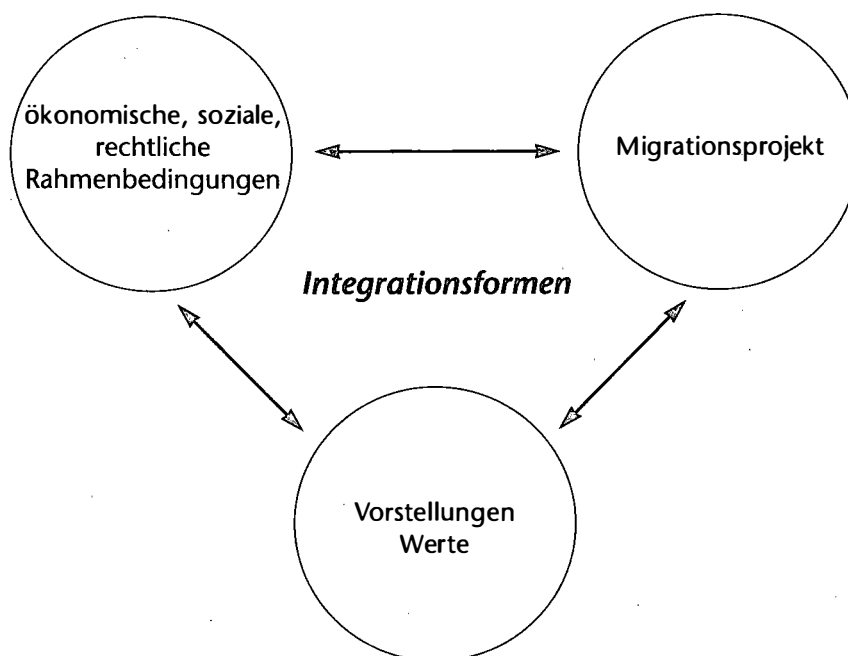 ökonomische, soziale,
rechtliche
Rahmenbedingungen
Migrationsprojekt
Integrationsformen
Vorstellungen
Werte